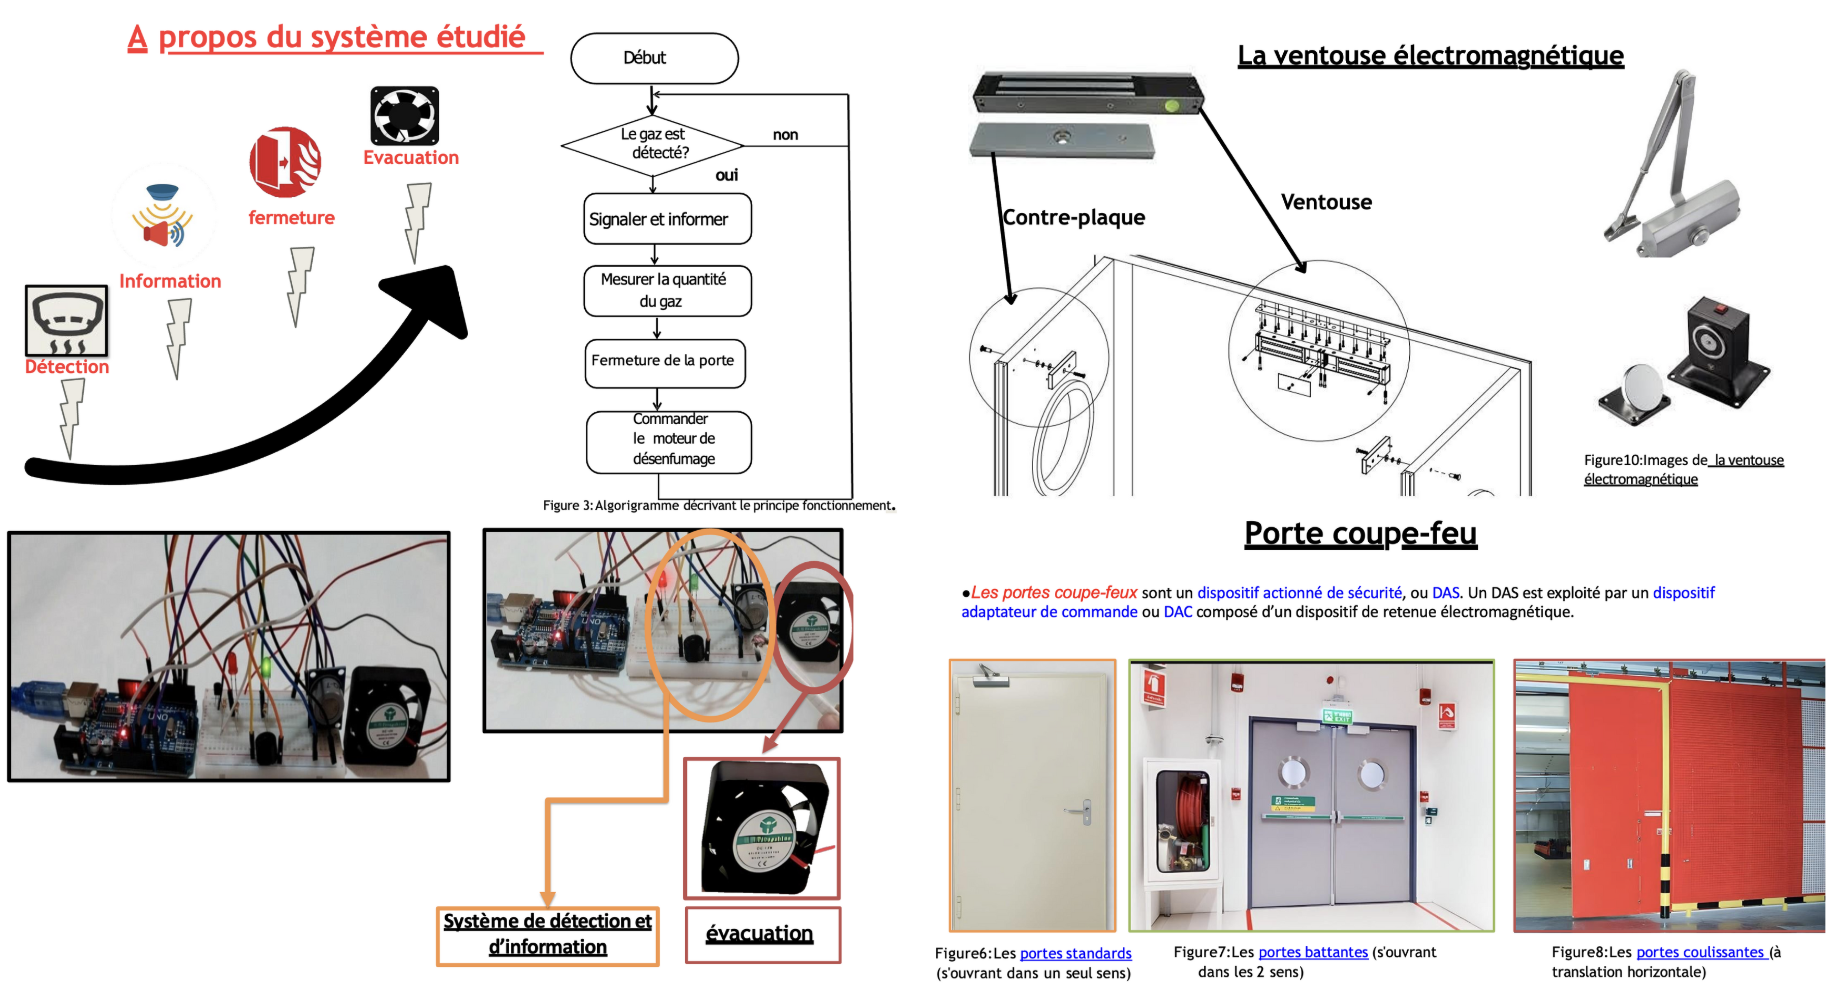 A propos du système étudié
Evacuation
fermeture
Information
Détection
Début
Le gaz est
détecté?
non
oui
Signaler et informer
Mesurer la quantité
du gaz
Fermeture de la porte
Commander
le moteur de
désenfumage
Figure 3: Algorigramme décrivant le principe fonctionnement.
UNO
UNO
Système de détection et
d’information
évacuation
La ventouse électromagnétique
Contre-plaque
Ventouse
Figure10:Images de la ventouse
électromagnétique
Porte coupe-feu
●Les portes coupe-feux sont un dispositif actionné de sécurité, ou DAS. Un DAS est exploité par un dispositif
adaptateur de commande ou DAC composé d’un dispositif de retenue électromagnétique.
EXIT
Figure6:Les portes standards
(s'ouvrant dans un seul sens)
Figure7:Les portes battantes (s'ouvrant
dans les 2 sens)
Figure8:Les portes coulissantes (à
translation horizontale)